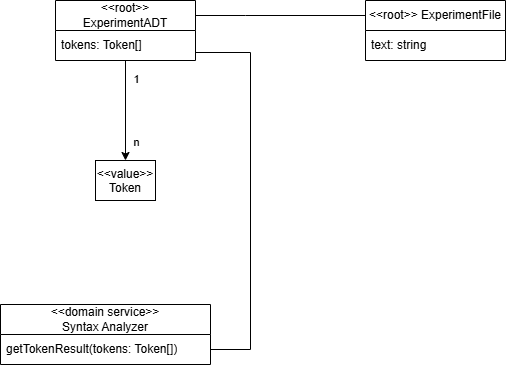 <<root>>
ExperimentADT
tokens: Token[]
<<root>> ExperimentFile
text: string
1
n
<<value>>
Token
<<domain service>>
Syntax Analyzer
getTokenResult(tokens: Token[])